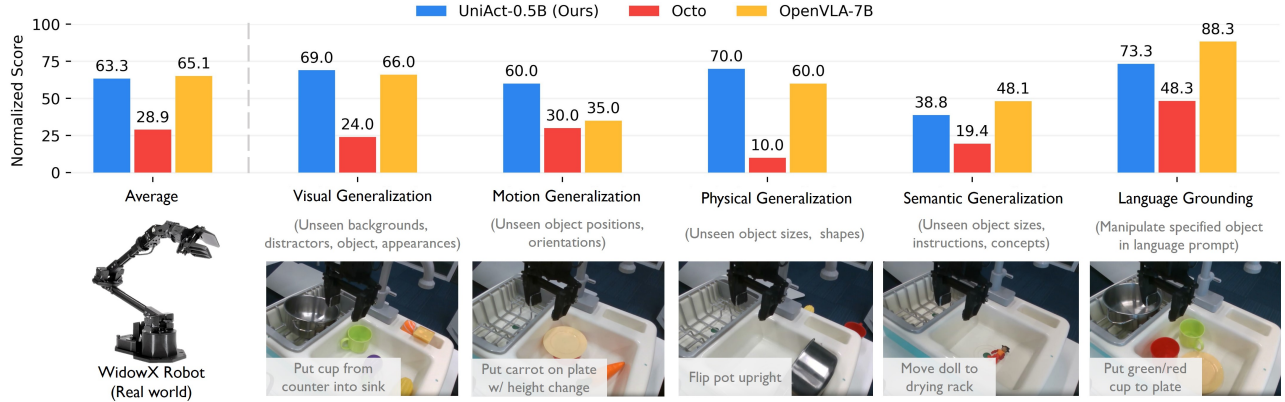 UniAct-0.5B (Ours) Octo OpenVLA-7B
Normalized Score
100
75
50
25
0
63.3
28.9
65.1
69.0
24.0
66.0
60.0
30.0
35.0
70.0
10.0
60.0
38.8
19.4
48.1
73.3
48.3
88.3
Average
Visual Generalization
Motion Generalization
Physical Generalization
Semantic Generalization
Language Grounding
(Unseen backgrounds,
distractors, object, appearances)
(Unseen object positions,
orientations)
(Unseen object sizes, shapes)
(Unseen object sizes,
instructions, concepts)
(Manipulate specified object
in language prompt)
WidowX Robot
(Real world)
Put cup from
counter into sink
Put carrot on plate
w/ height change
Flip pot upright
Move doll to
drying rack
Put green/red
cup to plate